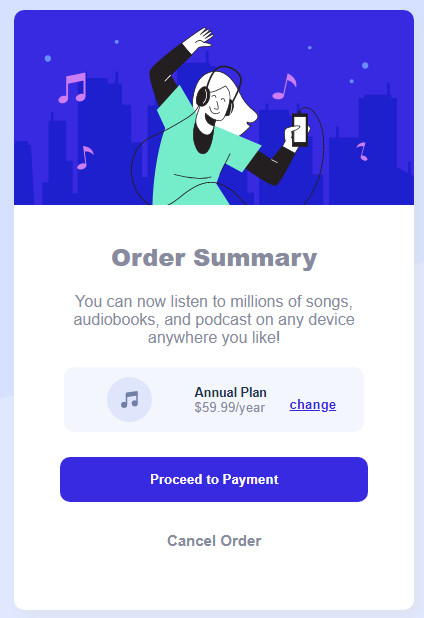 Order Summary
You can now listen to millions of songs,
audiobooks, and podcast on any device
anywhere you like!
Annual Plan
$59.99/year
change
Proceed to Payment
Cancel Order